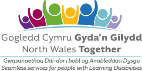 Gogledd Cymru Gyda'n Gilydd
North Wales Together
Gwasanaethau Di-dor i bobl ag Anableddau Dysgu
Seamless services for people with Learning Disabilities